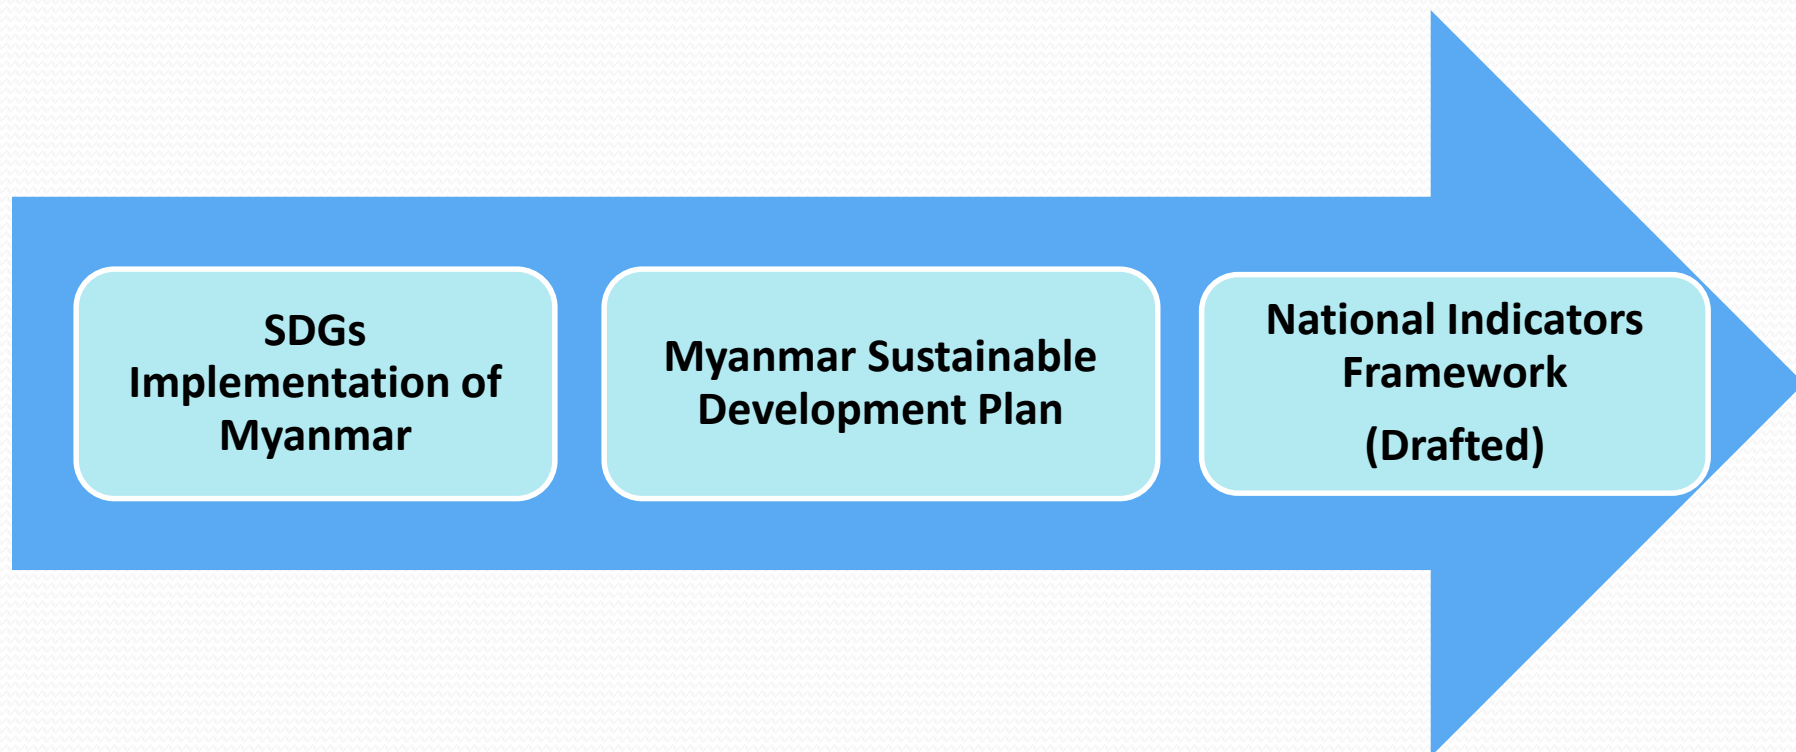 SDGs
Implementation of
Myanmar
Myanmar Sustainable
Development Plan
National Indicators
Framework
(Drafted)